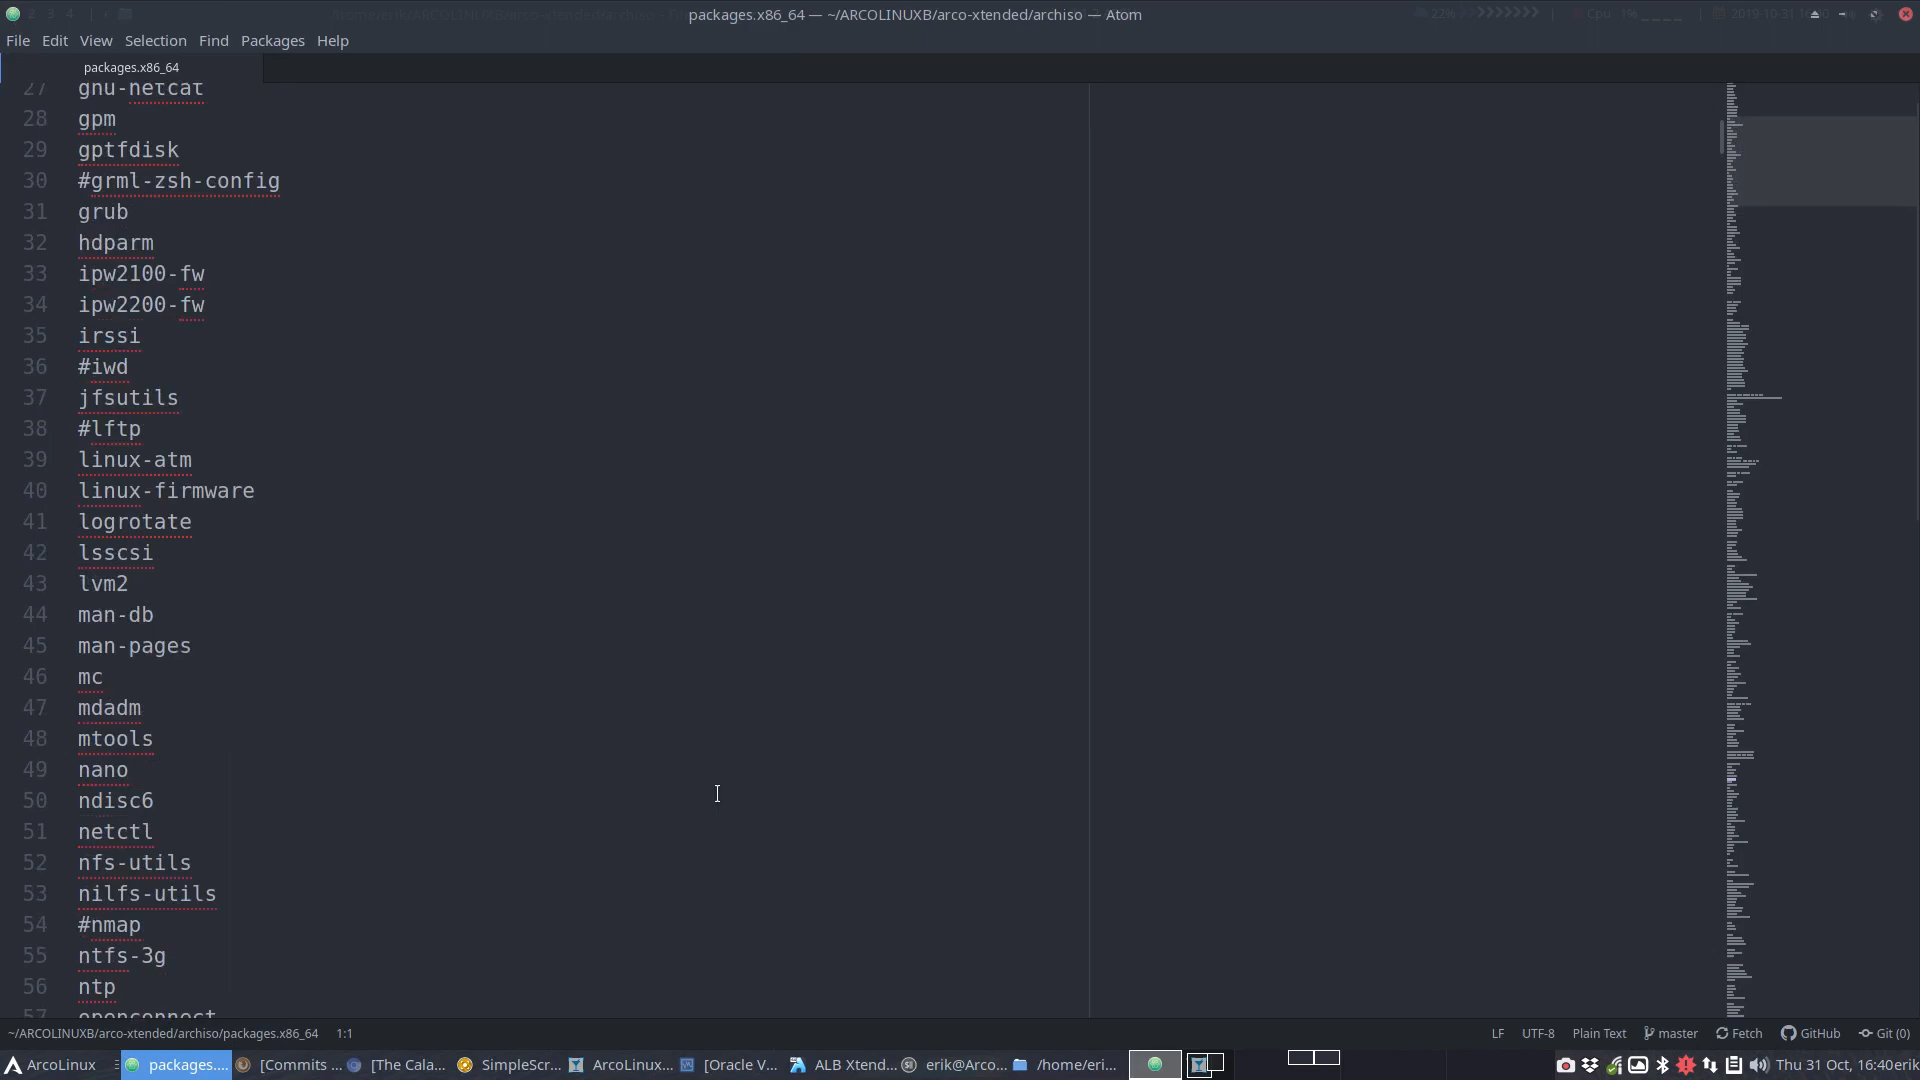 packages.x86_64 — ~/ARCOLINUXB/arco-xtended/archiso — Atom
File Edit View Selection Find Packages Help
packages.x86_64
27 gnu-netcat
28 gpm
29 gptfdisk
30 #grml-zsh-config
31 grub
32 hdparm
33 ipw2100-fw
34 ipw2200-fw
35 irssi
36 #iwd
37 jfsutils
38 #lftp
39 linux-atm
40 linux-firmware
41 logrotate
42 lsscsi
43 lvm2
44 man-db
45 man-pages
46 mc
47 mdadm
48 mtools
49 nano
50 ndisc6
51 netctl
52 nfs-utils
53 nilfs-utils
54 #nmap
55 ntfs-3g
56 ntp
57 openconnect
~/ARCOLINUXB/arco-xtended/archiso/packages.x86_64 1:1 LF UTF-8 Plain Text master Fetch GitHub Git (0)
ArcoLinux packages.... [Commits ... [The Cala... SimpleScr... ArcoLinux... [Oracle V... ALB Xtend... erik@Arco... /home/eri... Thu 31 Oct, 16:40 erik